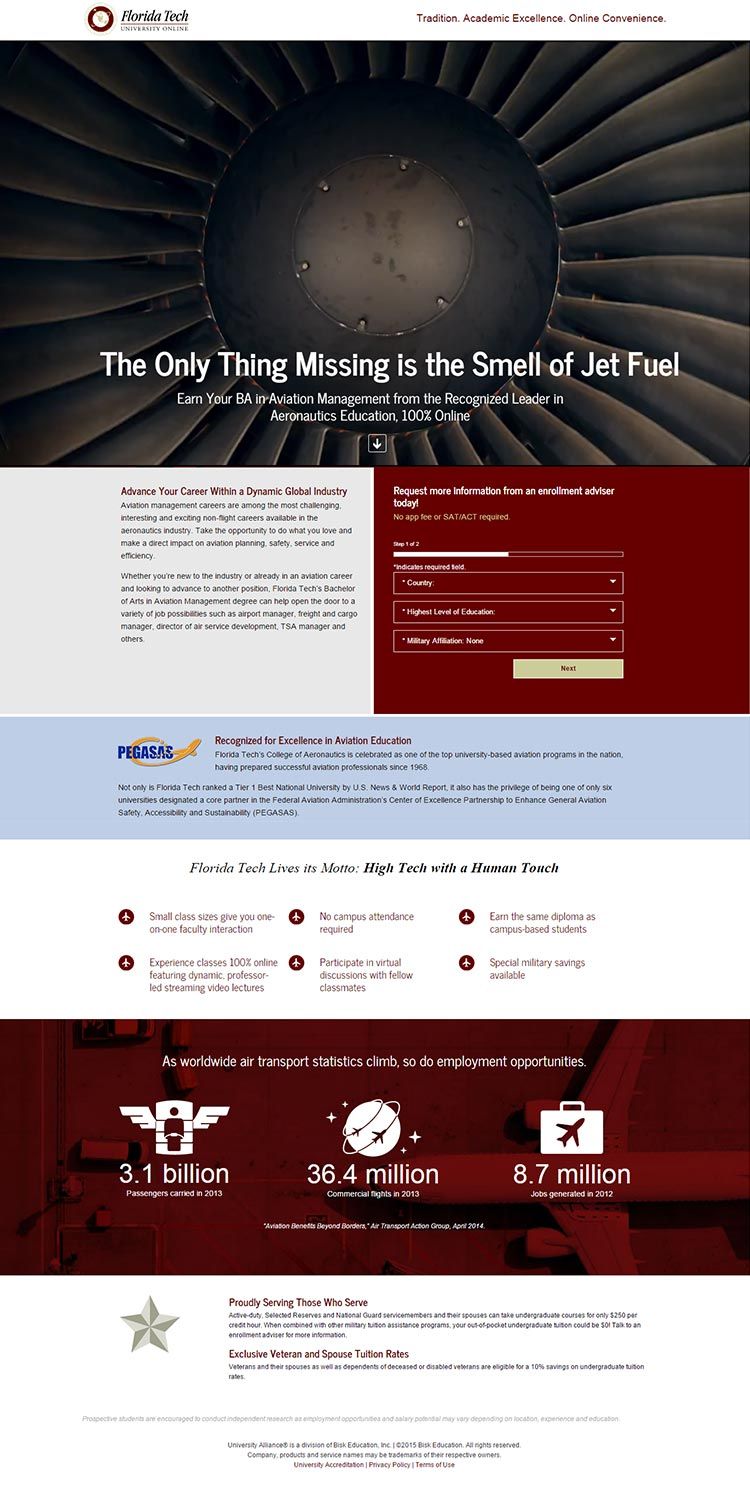 Florida Tech
UNIVERSITY ONLINE
Tradition. Academic Excellence. Online Convenience.
The Only Thing Missing is the Smell of Jet Fuel
Earn Your BA in Aviation Management from the Recognized Leader in
Aeronautics Education, 100% Online
Advance Your Career Within a Dynamic Global Industry
Aviation management careers are among the most challenging,
interesting and exciting non-flight careers available in the
aeronautics industry. Take the opportunity to do what you love and
make a direct impact on aviation planning, safety, service and
efficiency.
Whether you're new to the industry or already in an aviation career
and looking to advance to another position, Florida Tech's Bachelor
of Arts in Aviation Management degree can help open the door to a
variety of job possibilities such as airport manager, freight and cargo
manager, director of air service development, TSA manager and
others.
Request more information from an enrollment adviser
today!
No app fee or SAT/ACT required.
Step 1 of 2
*Indicates required field.
* Country:
* Highest Level of Education:
* Military Affiliation: None
Next
PEGASAS
Recognized for Excellence in Aviation Education
Florida Tech's College of Aeronautics is celebrated as one of the top university-based aviation programs in the nation,
having prepared successful aviation professionals since 1968.
Not only is Florida Tech ranked a Tier 1 Best National University by U.S. News & World Report, it also has the privilege of being one of only six
universities designated a core partner in the Federal Aviation Administration's Center of Excellence Partnership to Enhance General Aviation
Safety, Accessibility and Sustainability (PEGASAS).
Florida Tech Lives its Motto: High Tech with a Human Touch
Small class sizes give you one-
on-one faculty interaction
No campus attendance
required
Earn the same diploma as
campus-based students
Experience classes 100% online
featuring dynamic, professor-
led streaming video lectures
Participate in virtual
discussions with fellow
classmates
Special military savings
available
As worldwide air transport statistics climb, so do employment opportunities.
3.1 billion
Passengers carried in 2013
36.4 million
Commercial flights in 2013
8.7 million
Jobs generated in 2012
"Aviation Benefits Beyond Borders," Air Transport Action Group, April 2014.
Proudly Serving Those Who Serve
Active-duty, Selected Reserves and National Guard servicemembers and their spouses can take undergraduate courses for only $250 per
credit hour. When combined with other military tuition assistance programs, your out-of-pocket undergraduate tuition could be $0! Talk to an
enrollment adviser for more information.
Exclusive Veteran and Spouse Tuition Rates
Veterans and their spouses as well as dependents of deceased or disabled veterans are eligible for a 10% savings on undergraduate tuition
rates.
Prospective students are encouraged to conduct independent research as employment opportunities and salary potential may vary depending on location, experience and education.
University Alliance® is a division of Bisk Education, Inc. | ©2015 Bisk Education. All rights reserved.
Company, products and service names may be trademarks of their respective owners.
University Accreditation | Privacy Policy | Terms of Use